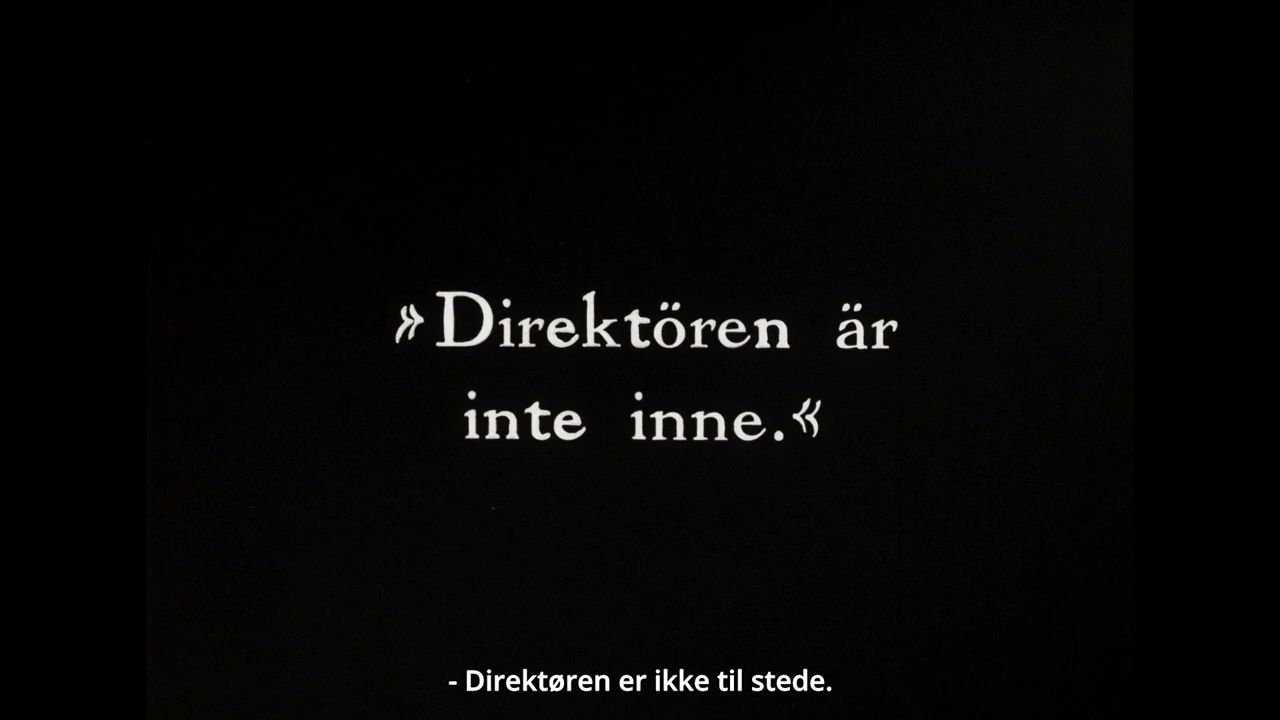 »Direktören är
inte inne.«
- Direktøren er ikke til stede.